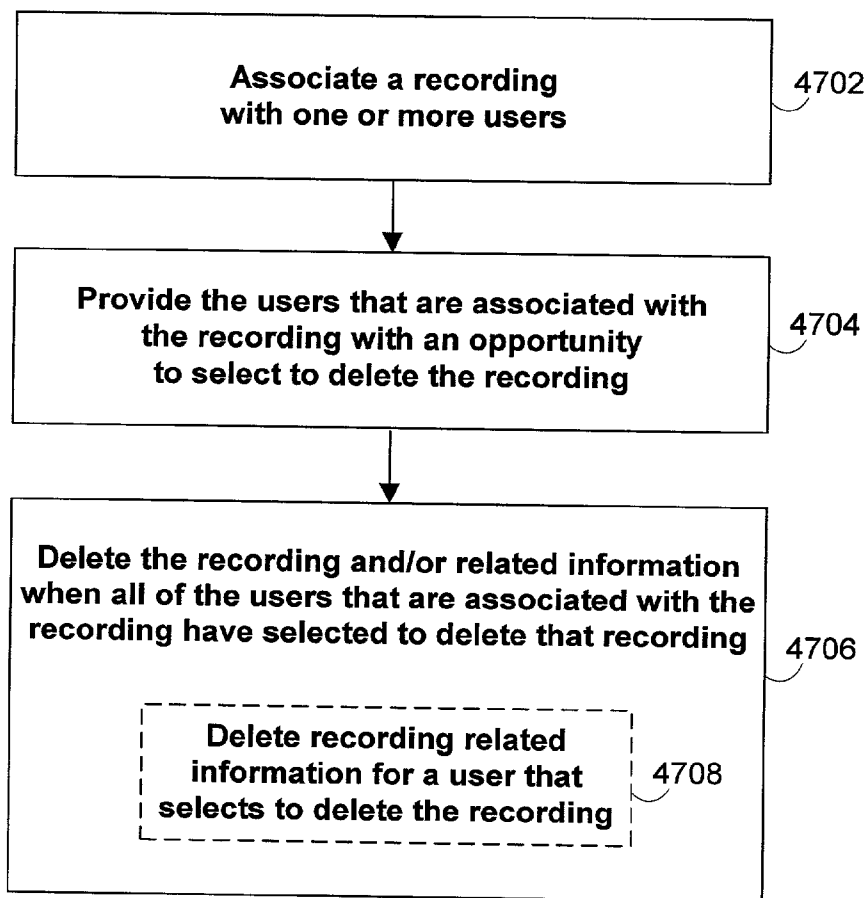 Associate a recording
with one or more users
4702
Provide the users that are associated with
the recording with an opportunity
to select to delete the recording
4704
Delete the recording and/or related information
when all of the users that are associated with the
recording have selected to delete that recording
4706
Delete recording related
information for a user that
selects to delete the recording
4708